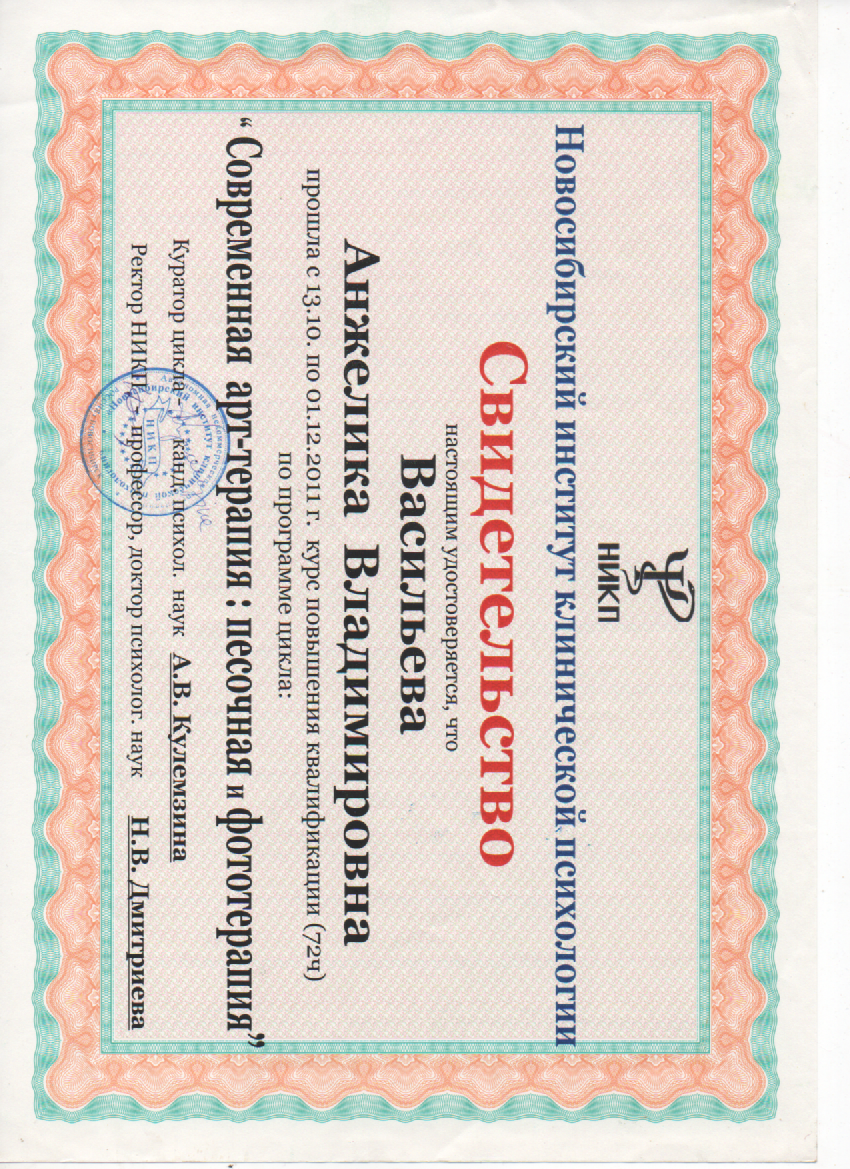 НИКП
Новосибирский институт клинической психологии
Свидетельство
настоящим удостоверяется, что
Васильева
Анжелика Владимировна
прошла с 13.10. по 01.12.2011 г. курс повышения квалификации (72ч)
по программе цикла:
“Современная арт-терапия : песочная и фототерапия”
Куратор цикла - канд. психол. наук А.В. Кулемзина
Ректор НИКП - профессор, доктор психолог. наук Н.В. Дмитриева
НИКП